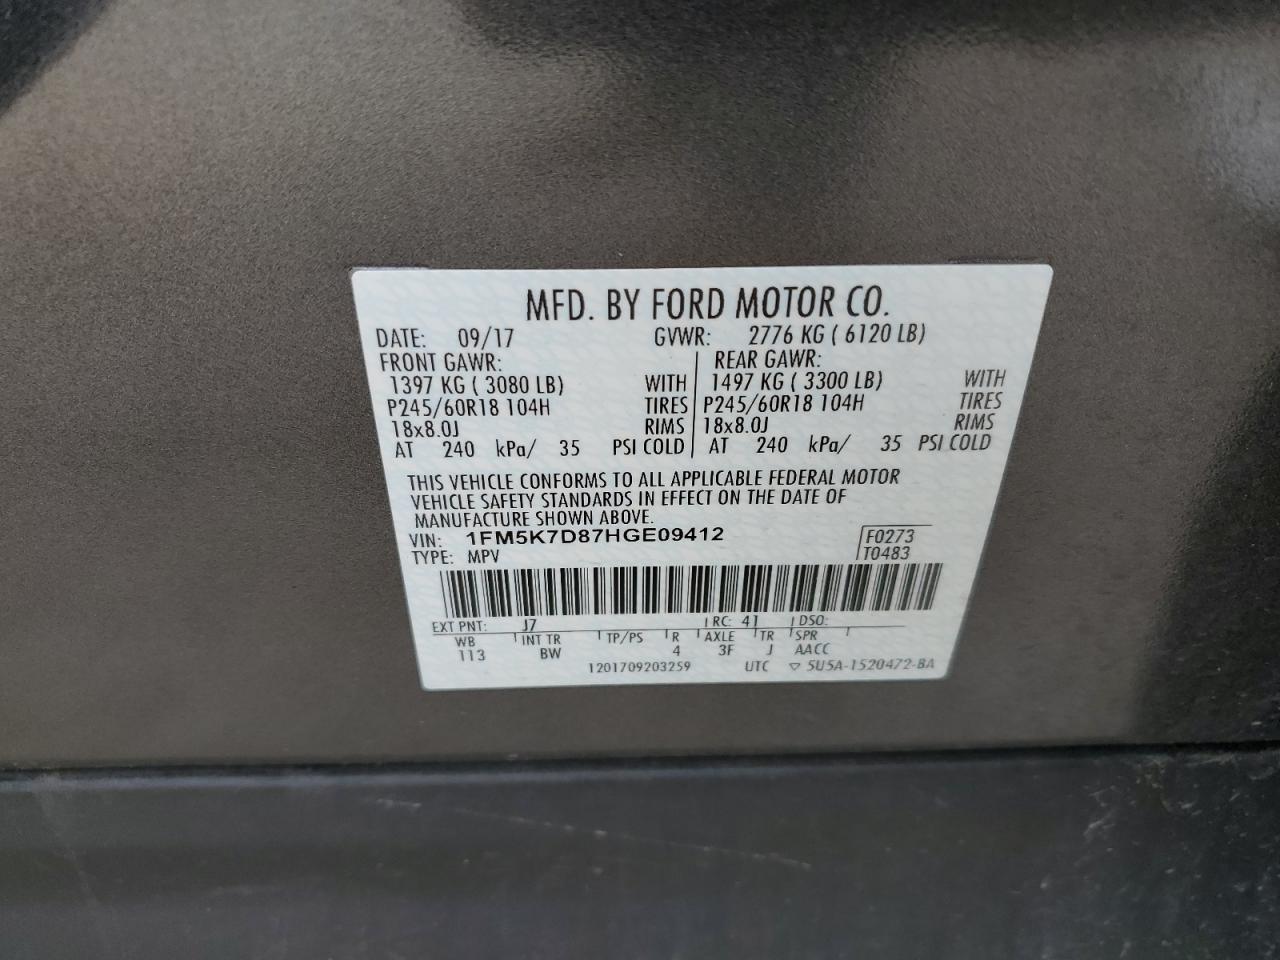 MFD. BY FORD MOTOR CO.
DATE: 09/17 GVWR: 2776 KG ( 6120 LB)
FRONT GAWR: REAR GAWR:
1397 KG ( 3080 LB) WITH 1497 KG ( 3300 LB) WITH
P245/60R18 104H TIRES P245/60R18 104H TIRES
18x8.0J RIMS 18x8.0J RIMS
AT 240 kPa/ 35 PSI COLD AT 240 kPa/ 35 PSI COLD
THIS VEHICLE CONFORMS TO ALL APPLICABLE FEDERAL MOTOR
VEHICLE SAFETY STANDARDS IN EFFECT ON THE DATE OF
MANUFACTURE SHOWN ABOVE.
VIN: 1FM5K7D87HGE09412 F0273
TYPE: MPV T0483
EXT PNT: J7 RC: 41 DSO:
WB INT TR TP/PS R AXLE TR SPR
113 BW 4 3F J AACC
1201709203259 UTC ▽ 5U5A-1520472-BA